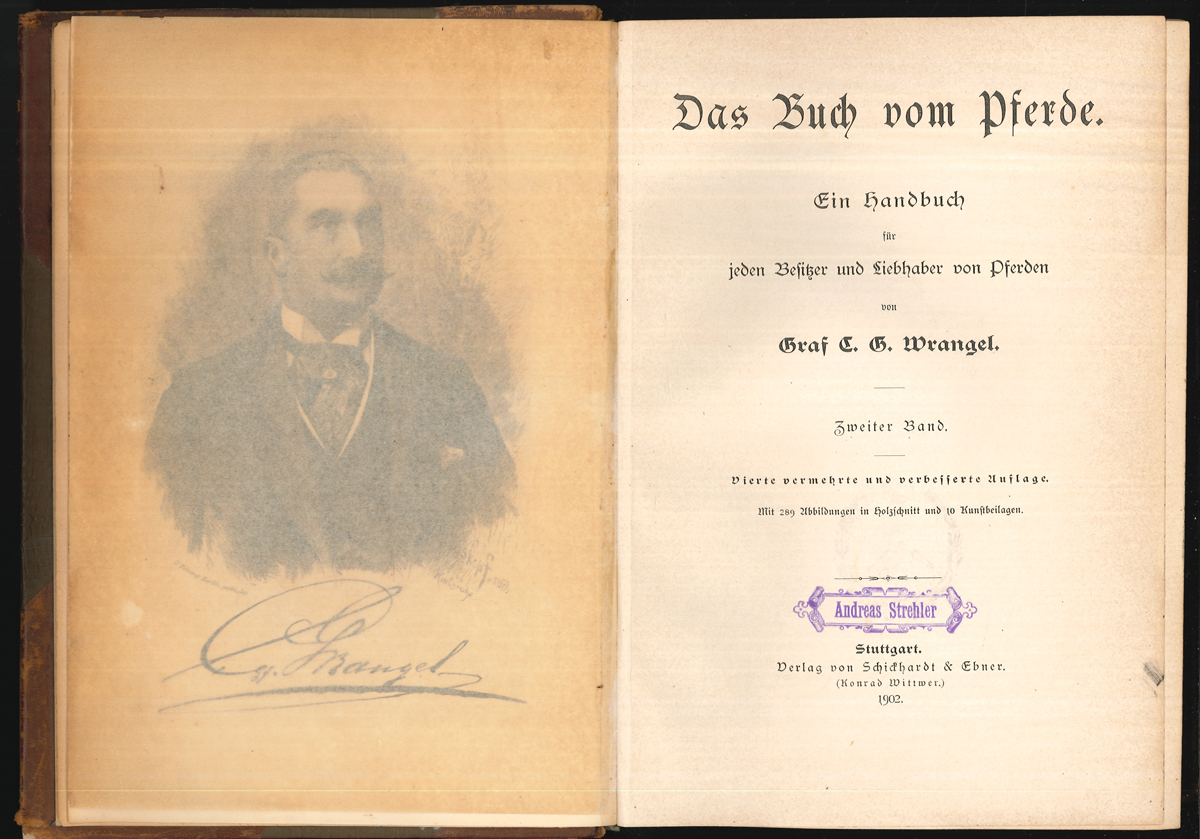 C. G. Wrangel
Das Buch vom Pferde.
Ein Handbuch
für
jeden Besitzer und Liebhaber von Pferden
von
Graf C. G. Wrangel.
Zweiter Band.
Vierte vermehrte und verbesserte Auflage.
Mit 289 Abbildungen in Holzschnitt und 10 Kunstbeilagen.
Andreas Strehler
Stuttgart.
Verlag von Schickhardt & Ebner.
(Konrad Wittwer.)
1902.